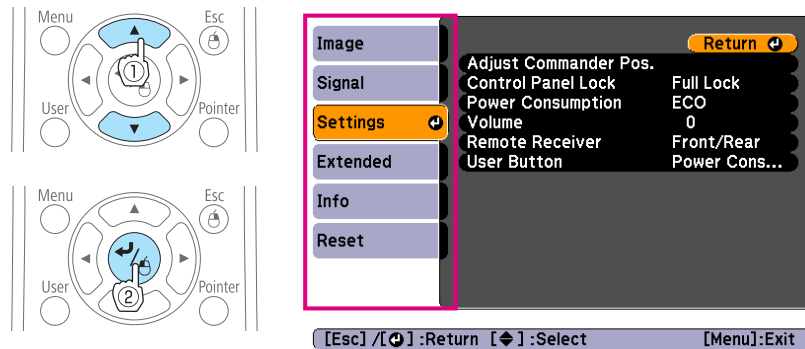 Menu
Esc
①
User
Pointer
Menu
Esc
User
Pointer
②
Image
Signal
Settings
Extended
Info
Reset
Return
Adjust Commander Pos.
Control Panel Lock Full Lock
Power Consumption ECO
Volume 0
Remote Receiver Front/Rear
User Button Power Cons...
[Esc] /[⏎] :Return [◆] :Select [Menu]:Exit